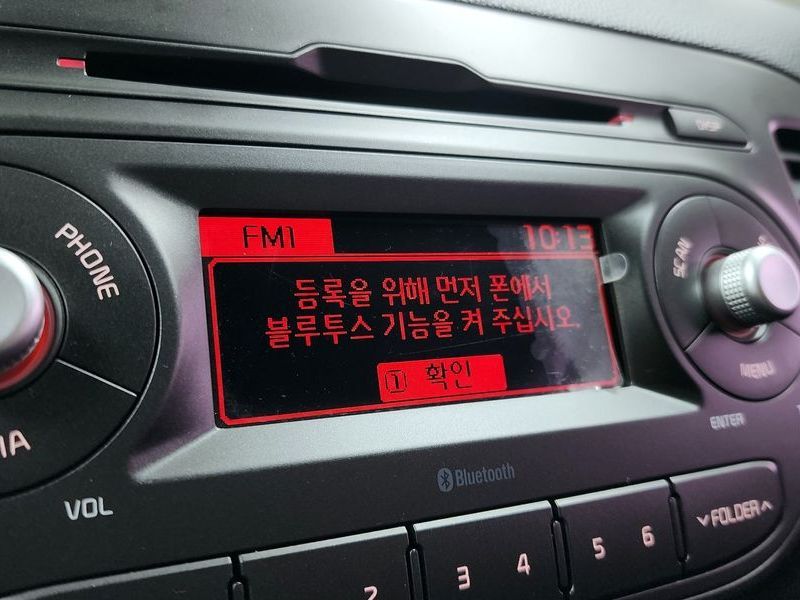 DISP
FM1 10:13
PHONE
SCAN
등록을 위해 먼저 폰에서
블루투스 기능을 켜 주십시오.
1 확인
MENU
ENTER
VOL
Bluetooth
2
3 4
5 6
FOLDER